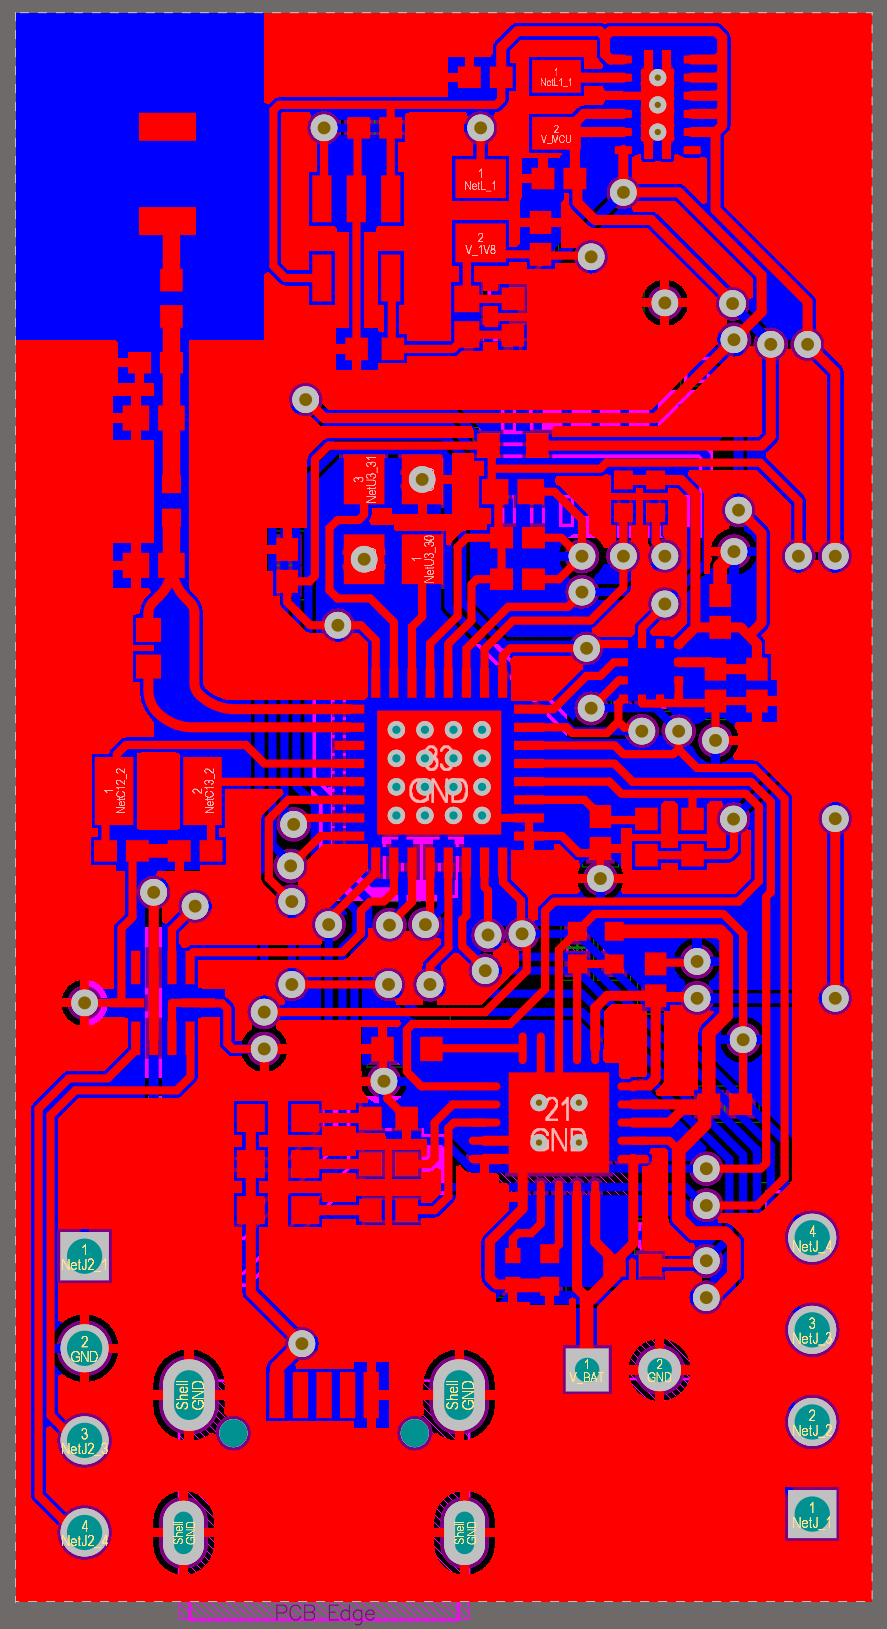 1
NetL1_1
2
V_MCU
1
NetL_1
2
V_1V8
3
NetU3_31
1
NetU3_30
33
GND
1
NetC12_2
2
NetC13_2
21
GND
1
NetJ2_1
2
GND
3
NetJ2_3
4
NetJ2_4
Shell
GND
Shell
GND
Shell
GND
Shell
GND
1
V_BAT
2
GND
4
NetJ_4
3
NetJ_3
2
NetJ_2
1
NetJ_1
PCB Edge